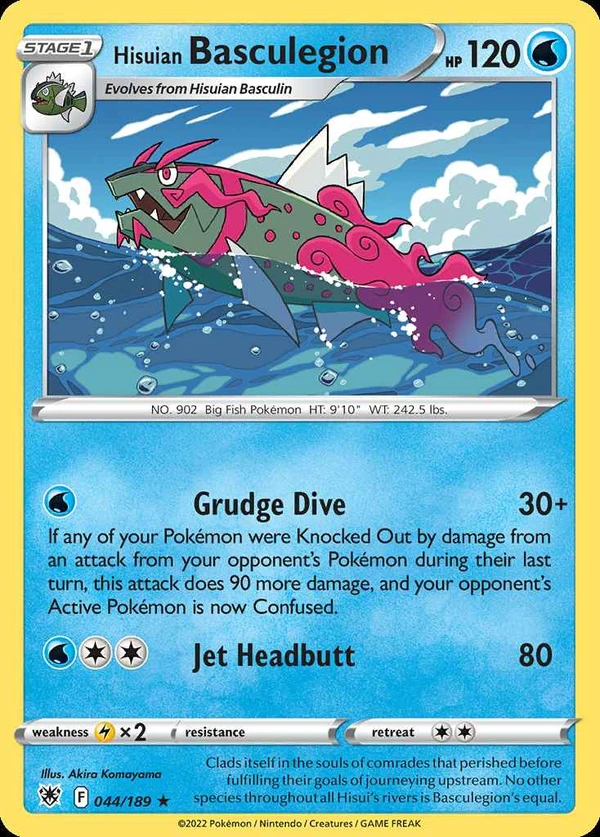 STAGE 1
Hisuian Basculegion HP 120
Evolves from Hisuian Basculin
NO. 902 Big Fish Pokémon HT: 9'10" WT: 242.5 lbs.
Grudge Dive 30+
If any of your Pokémon were Knocked Out by damage from
an attack from your opponent's Pokémon during their last
turn, this attack does 90 more damage, and your opponent's
Active Pokémon is now Confused.
Jet Headbutt 80
weakness ×2 resistance retreat
Illus. Akira Komayama
F 044/189 ★
Clads itself in the souls of comrades that perished before
fulfilling their goals of journeying upstream. No other
species throughout all Hisui's rivers is Basculegion's equal.
©2022 Pokémon / Nintendo / Creatures / GAME FREAK